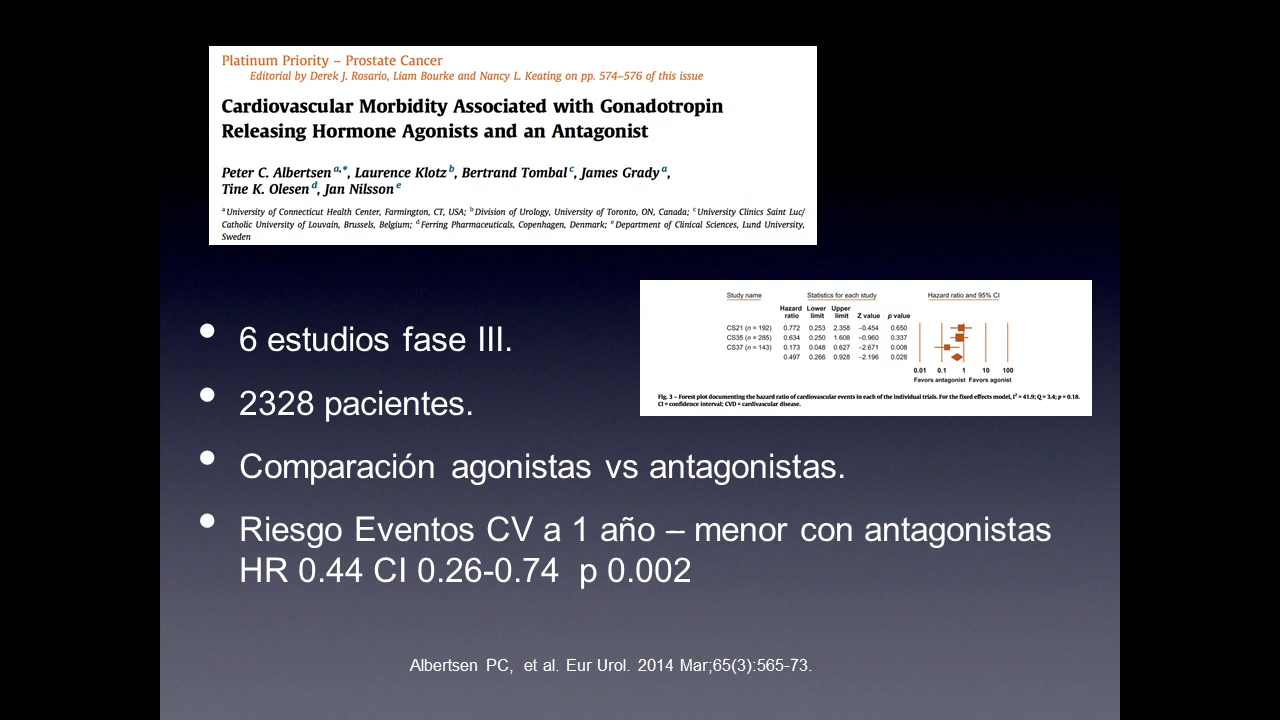 Platinum Priority – Prostate Cancer
Editorial by Derek J. Rosario, Liam Bourke and Nancy L. Keating on pp. 574–576 of this issue
Cardiovascular Morbidity Associated with Gonadotropin
Releasing Hormone Agonists and an Antagonist
Peter C. Albertsen a,*, Laurence Klotz b, Bertrand Tombal c, James Grady a,
Tine K. Olesen d, Jan Nilsson e
a University of Connecticut Health Center, Farmington, CT, USA; b Division of Urology, University of Toronto, ON, Canada; c University Clinics Saint Luc/
Catholic University of Louvain, Brussels, Belgium; d Ferring Pharmaceuticals, Copenhagen, Denmark; e Department of Clinical Sciences, Lund University,
Sweden
Study name Statistics for each study Hazard ratio and 95% CI
Hazard Lower Upper
ratio limit limit Z value p value
CS21 (n = 192) 0.772 0.253 2.358 –0.454 0.650
CS35 (n = 285) 0.634 0.250 1.608 –0.960 0.337
CS37 (n = 143) 0.173 0.048 0.627 –2.671 0.008
0.497 0.266 0.928 –2.196 0.028
0.01 0.1 1 10 100
Favors antagonist Favors agonist
Fig. 3 – Forest plot documenting the hazard ratio of cardiovascular events in each of the individual trials. For the fixed effects model, I² = 41.9; Q = 3.4; p = 0.18.
CI = confidence interval; CVD = cardiovascular disease.
• 6 estudios fase III.
• 2328 pacientes.
• Comparación agonistas vs antagonistas.
• Riesgo Eventos CV a 1 año – menor con antagonistas
HR 0.44 CI 0.26-0.74 p 0.002
Albertsen PC, et al. Eur Urol. 2014 Mar;65(3):565-73.